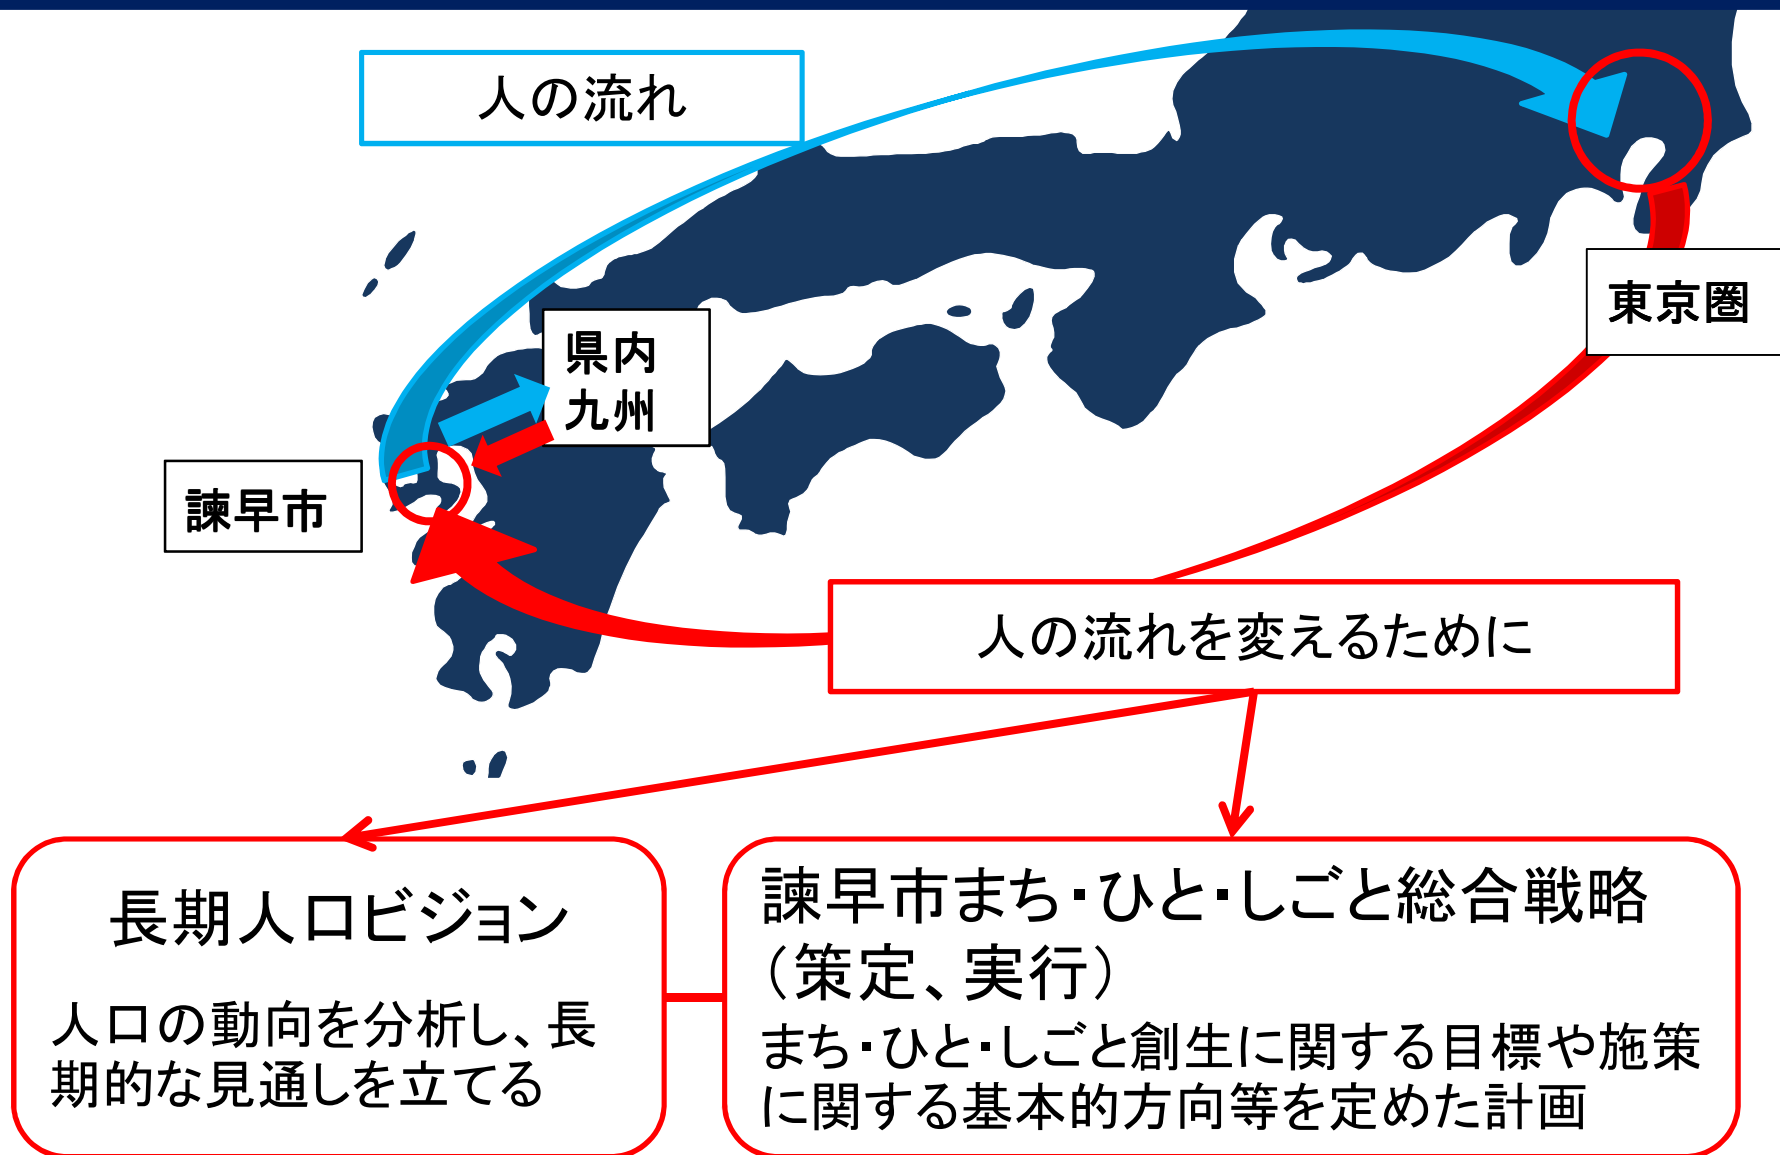 人の流れ
東京圏
県内
九州
諫早市
人の流れを変えるために
長期人口ビジョン
人口の動向を分析し、長
期的な見通しを立てる
諫早市まち・ひと・しごと総合戦略
（策定、実行）
まち・ひと・しごと創生に関する目標や施策
に関する基本的方向等を定めた計画